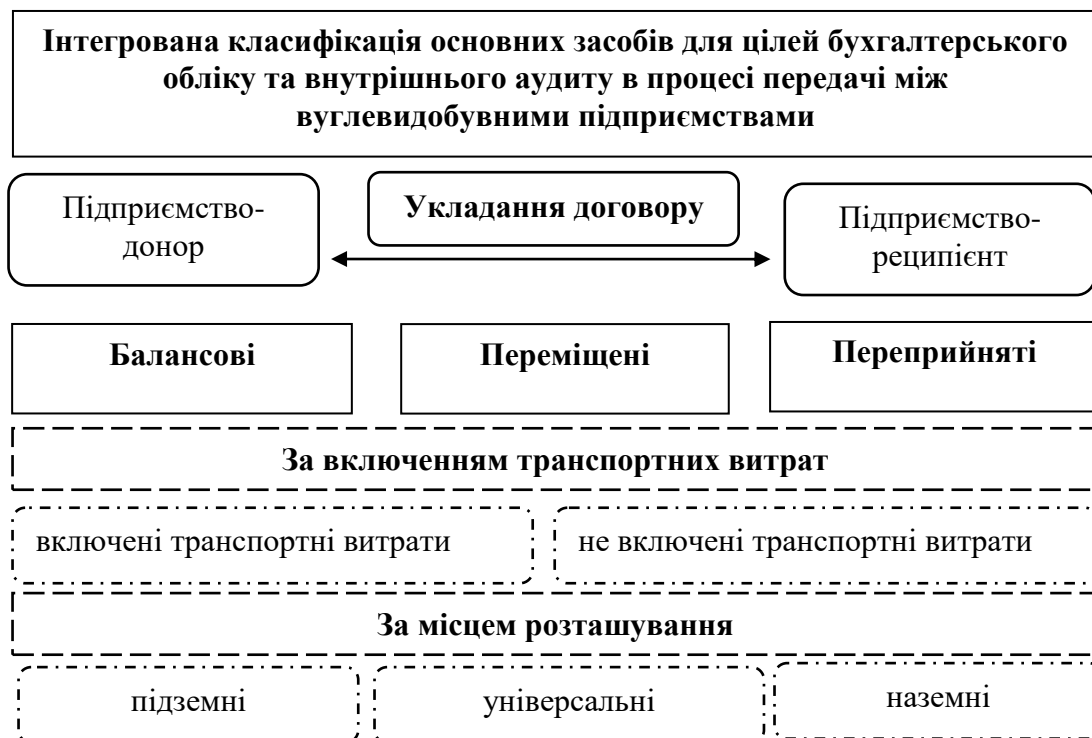 Інтегрована класифікація основних засобів для цілей бухгалтерського
обліку та внутрішнього аудиту в процесі передачі між
вуглевидобувними підприємствами
Підприємство-
донор
Укладання договору
Підприємство-
реципієнт
Балансові
Переміщені
Переприйняті
За включенням транспортних витрат
включені транспортні витрати
не включені транспортні витрати
За місцем розташування
підземні
універсальні
наземні